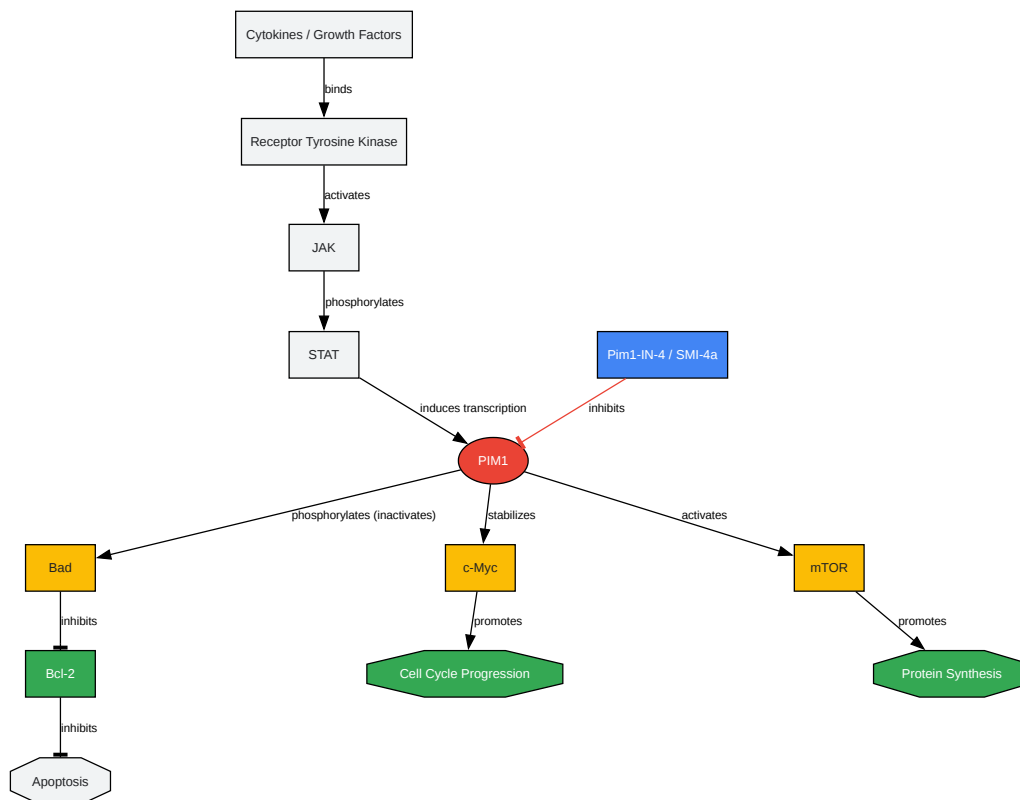 Cytokines / Growth Factors
binds
Receptor Tyrosine Kinase
activates
JAK
phosphorylates
STAT
Pim1-IN-4 / SMI-4a
induces transcription
inhibits
PIM1
phosphorylates (inactivates)
stabilizes
activates
Bad
c-Myc
mTOR
inhibits
promotes
promotes
Bcl-2
Cell Cycle Progression
Protein Synthesis
inhibits
Apoptosis